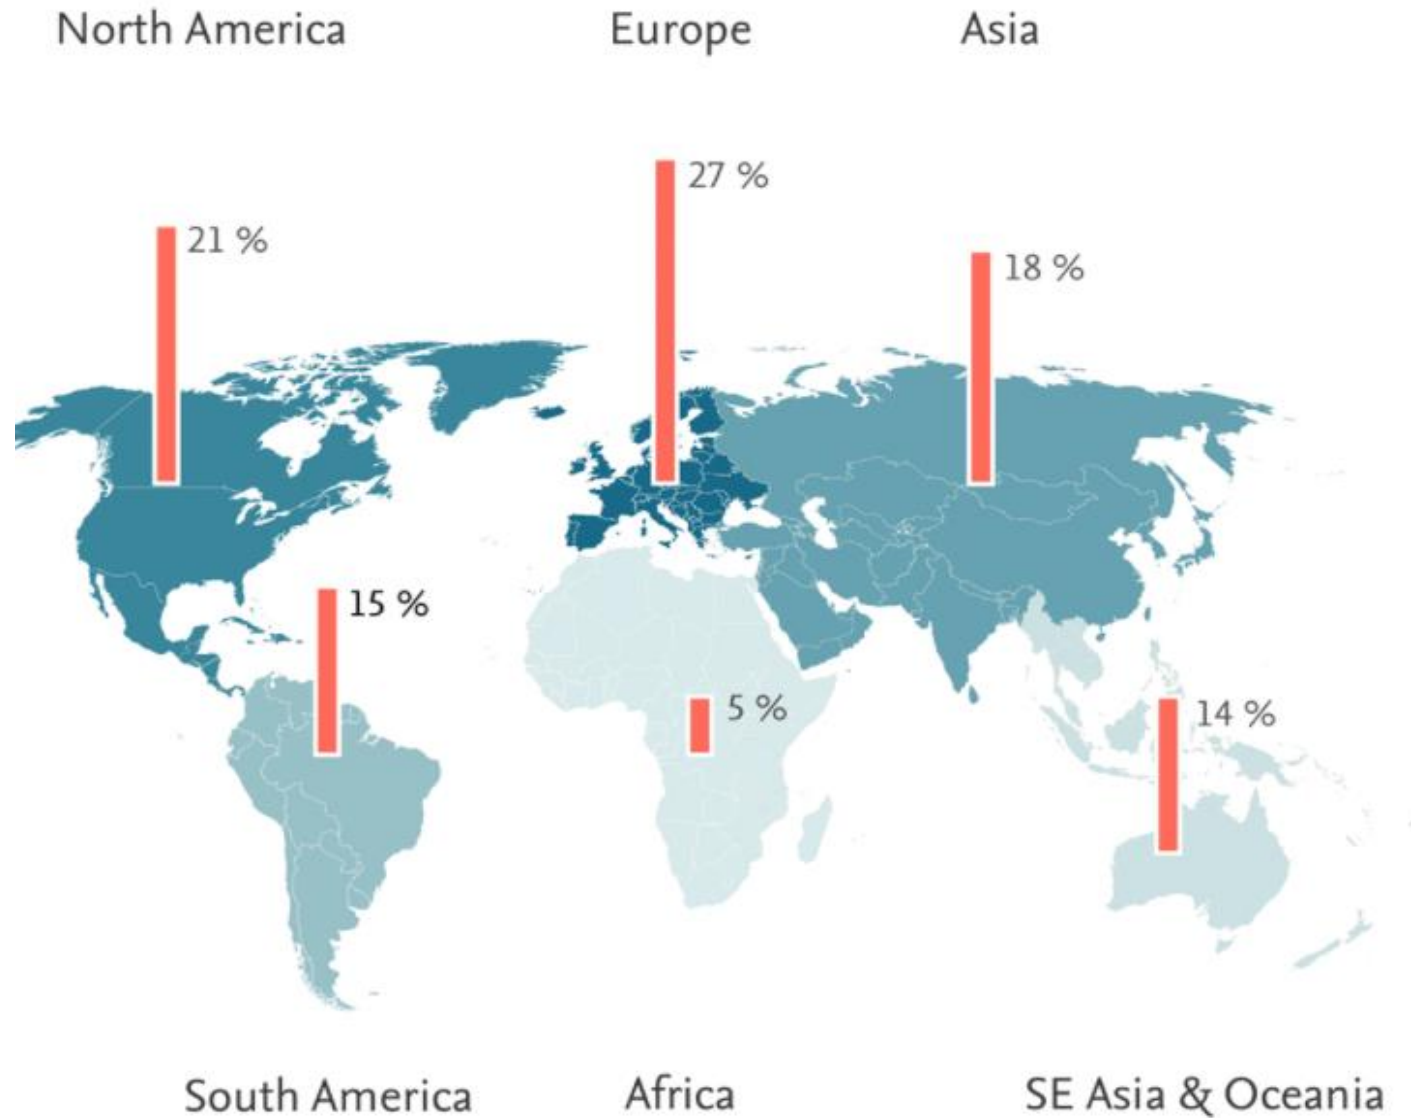 North America
Europe
Asia
27 %
21 %
18 %
15 %
5 %
14 %
South America
Africa
SE Asia & Oceania